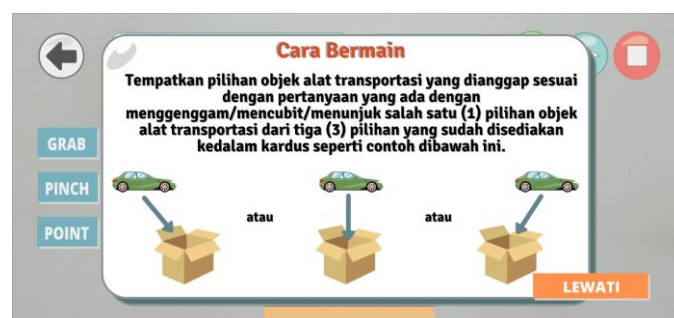 Cara Bermain
Tempatkan pilihan objek alat transportasi yang dianggap sesuai
dengan pertanyaan yang ada dengan
menggenggam/mencubit/menunjuk salah satu (1) pilihan objek
alat transportasi dari tiga (3) pilihan yang sudah disediakan
kedalam kardus seperti contoh dibawah ini.
GRAB
PINCH
POINT
atau
atau
LEWATI